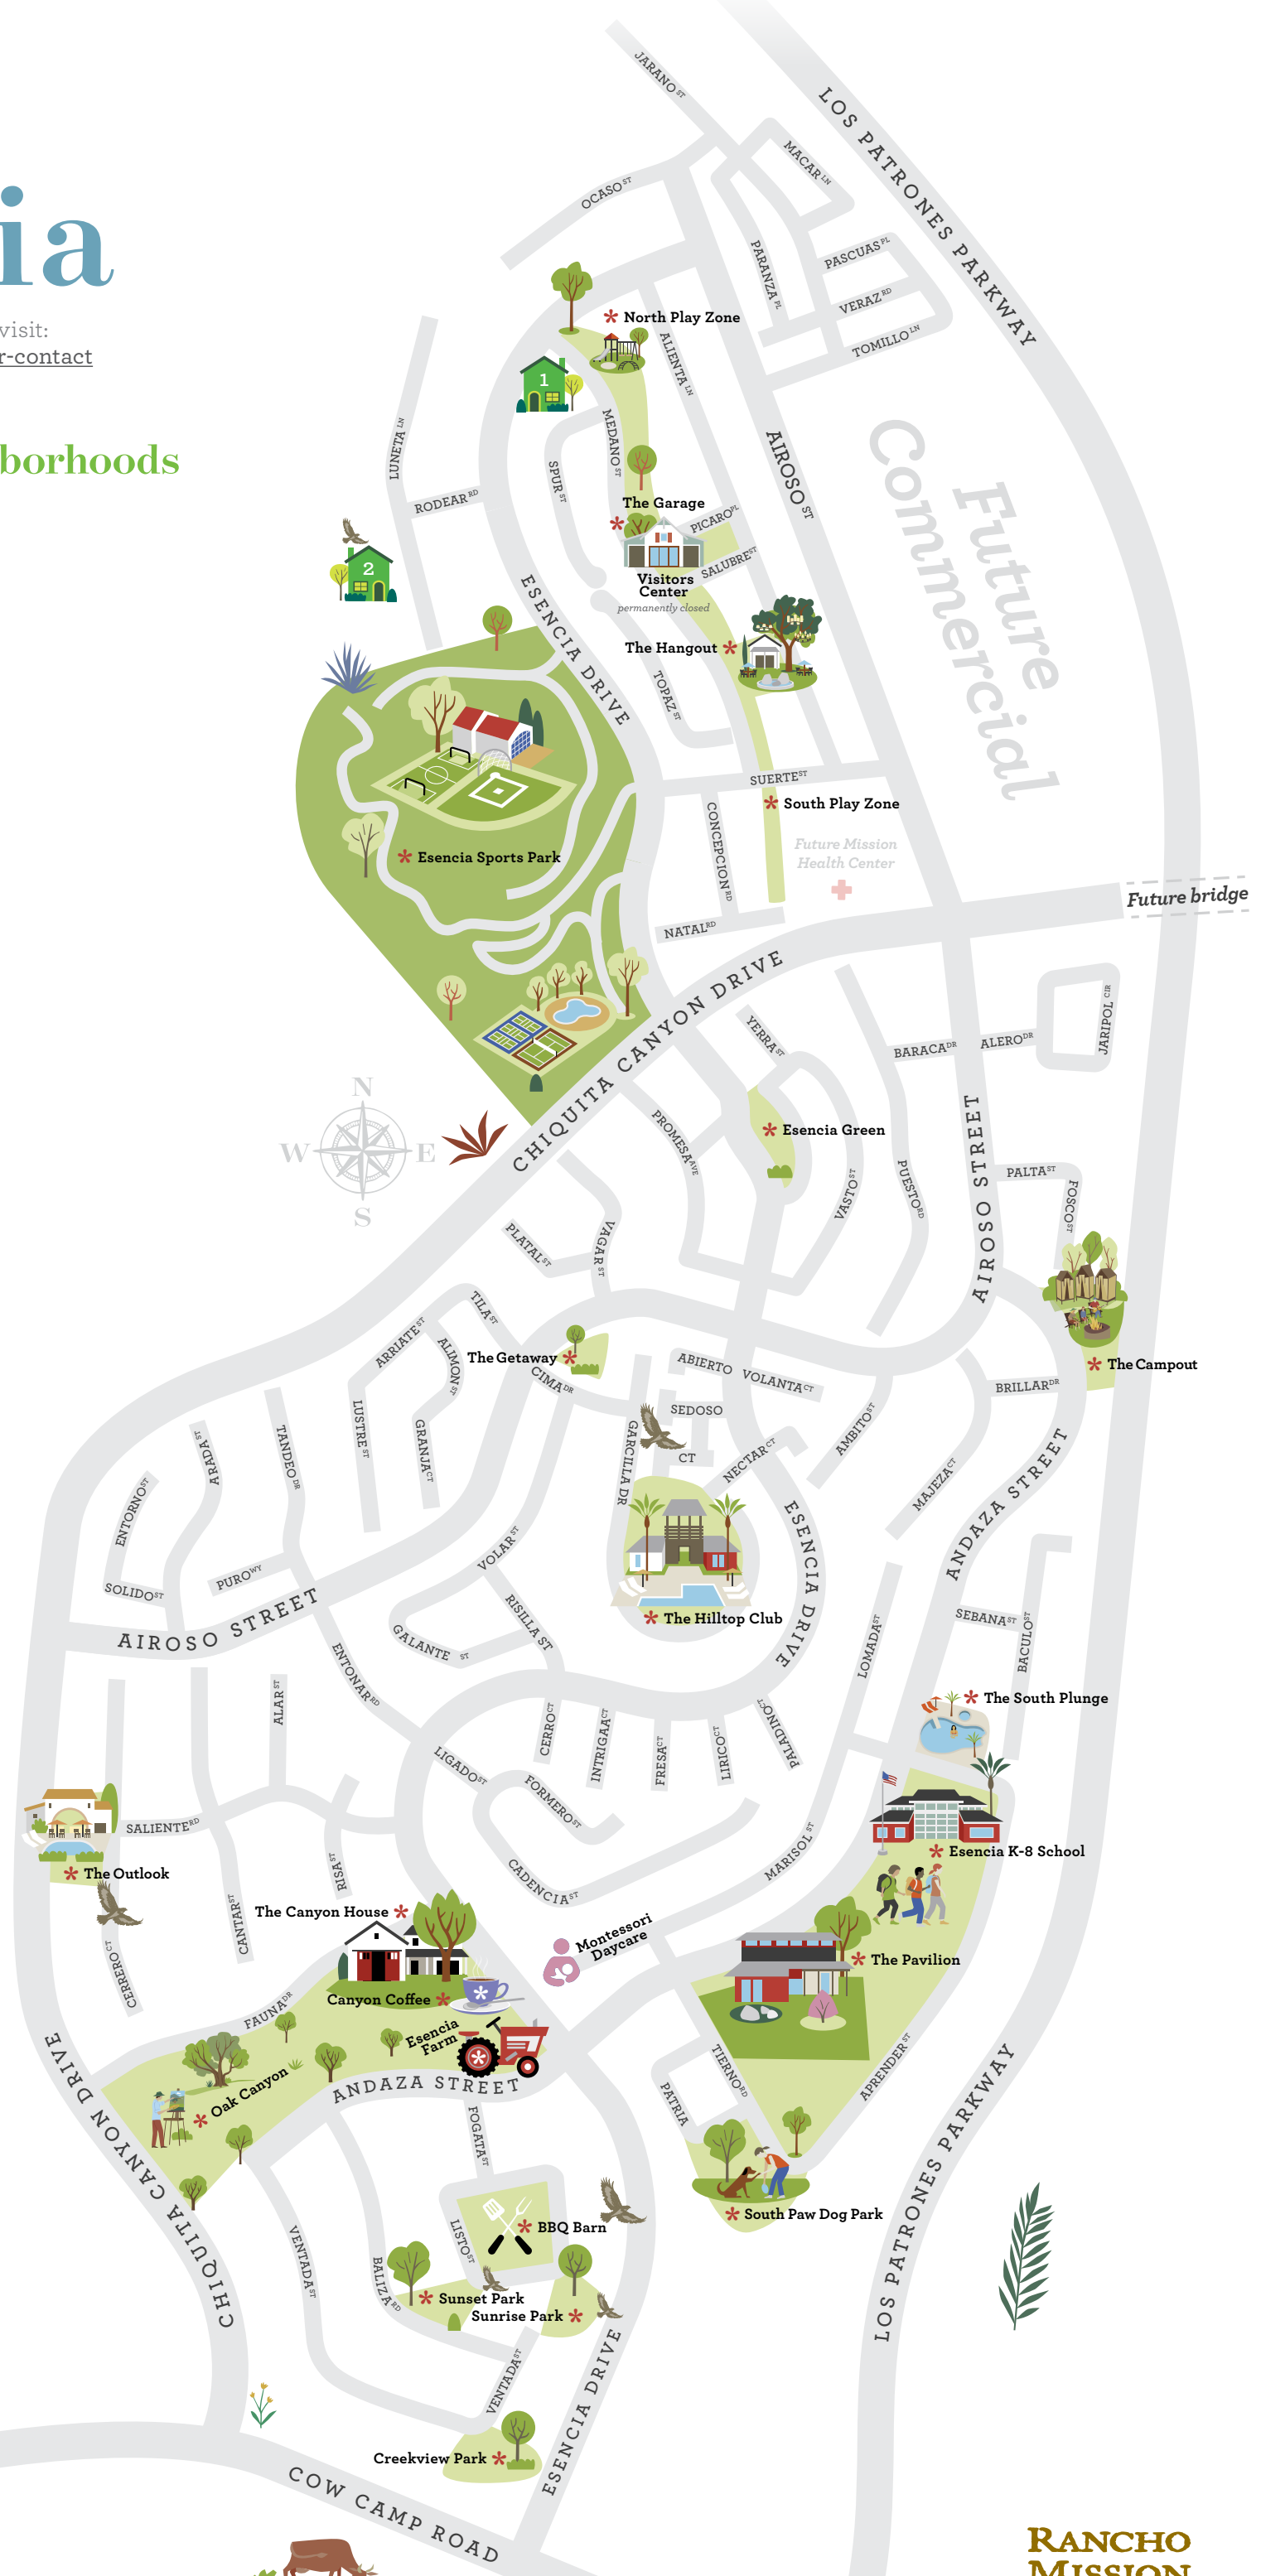 JARANO ST
LOS PATRONES PARKWAY
MACAR LN
OCASO ST
ia
PARANZA PL
PASCUAS PL
VERAZ RD
TOMILLO LN
visit:
r-contact
North Play Zone
ALIENTA LN
1
LUNETA LN
MEDANO ST
borhoods
SPUR ST
RODEAR RD
AIROSO ST
Future
Commercial
The Garage
PICARO PL
SALUBRE ST
2
Visitors
Center
permanently closed
ESENCIA DRIVE
The Hangout
TOPAZ ST
SUERTE ST
South Play Zone
CONCEPCION RD
Future Mission
Health Center
Esencia Sports Park
Future bridge
NATAL RD
CHIQUITA CANYON DRIVE
YERRA ST
BARACA DR
ALERO DR
JARIPOL CIR
N
W
E
S
PROMESA AVE
Esencia Green
AIROSO STREET
VASTO ST
PUESTO RD
PALTA ST
FOSCO ST
PLATAL ST
VAGAR ST
TILA ST
ARRIATE ST
ALIMON ST
The Getaway
CIMA DR
ABIERTO
VOLANTA CT
The Campout
BRILLAR DR
SEDOSO
CT
LUSTRE ST
GRANJA CT
GARCILLA DR
NECTAR CT
AMBITO ST
MAJEZA CT
ANDAZA STREET
ARADA ST
TANDEO DR
ENTORNO ST
SOLIDO ST
PURO WY
AIROSO STREET
VOLAR ST
RISILLA ST
GALANTE ST
ESENCIA DRIVE
The Hilltop Club
LOMADA ST
SEBANA ST
BACULO ST
ENTONAR RD
ALAR ST
The South Plunge
CERRO CT
INTRIGAA CT
FRESA CT
LIRICO CT
PALADINO CT
LIGADO ST
FORMERO ST
SALIENTE RD
The Outlook
RISA ST
CADENCIA ST
MARISOL ST
Esencia K-8 School
CANTAR ST
CERRERO CT
The Canyon House
Montessori
Daycare
The Pavilion
Canyon Coffee
FAUNA DR
Esencia
Farm
Oak Canyon
ANDAZA STREET
TIERNO RD
APRENDER ST
PATRIA
CHIQUITA CANYON DRIVE
FOGATA ST
LOS PATRONES PARKWAY
South Paw Dog Park
BBQ Barn
LISTO ST
VENTADA ST
BALIZA RD
Sunset Park
Sunrise Park
VENTADA ST
ESENCIA DRIVE
Creekview Park
COW CAMP ROAD
RANCHO
MISSION